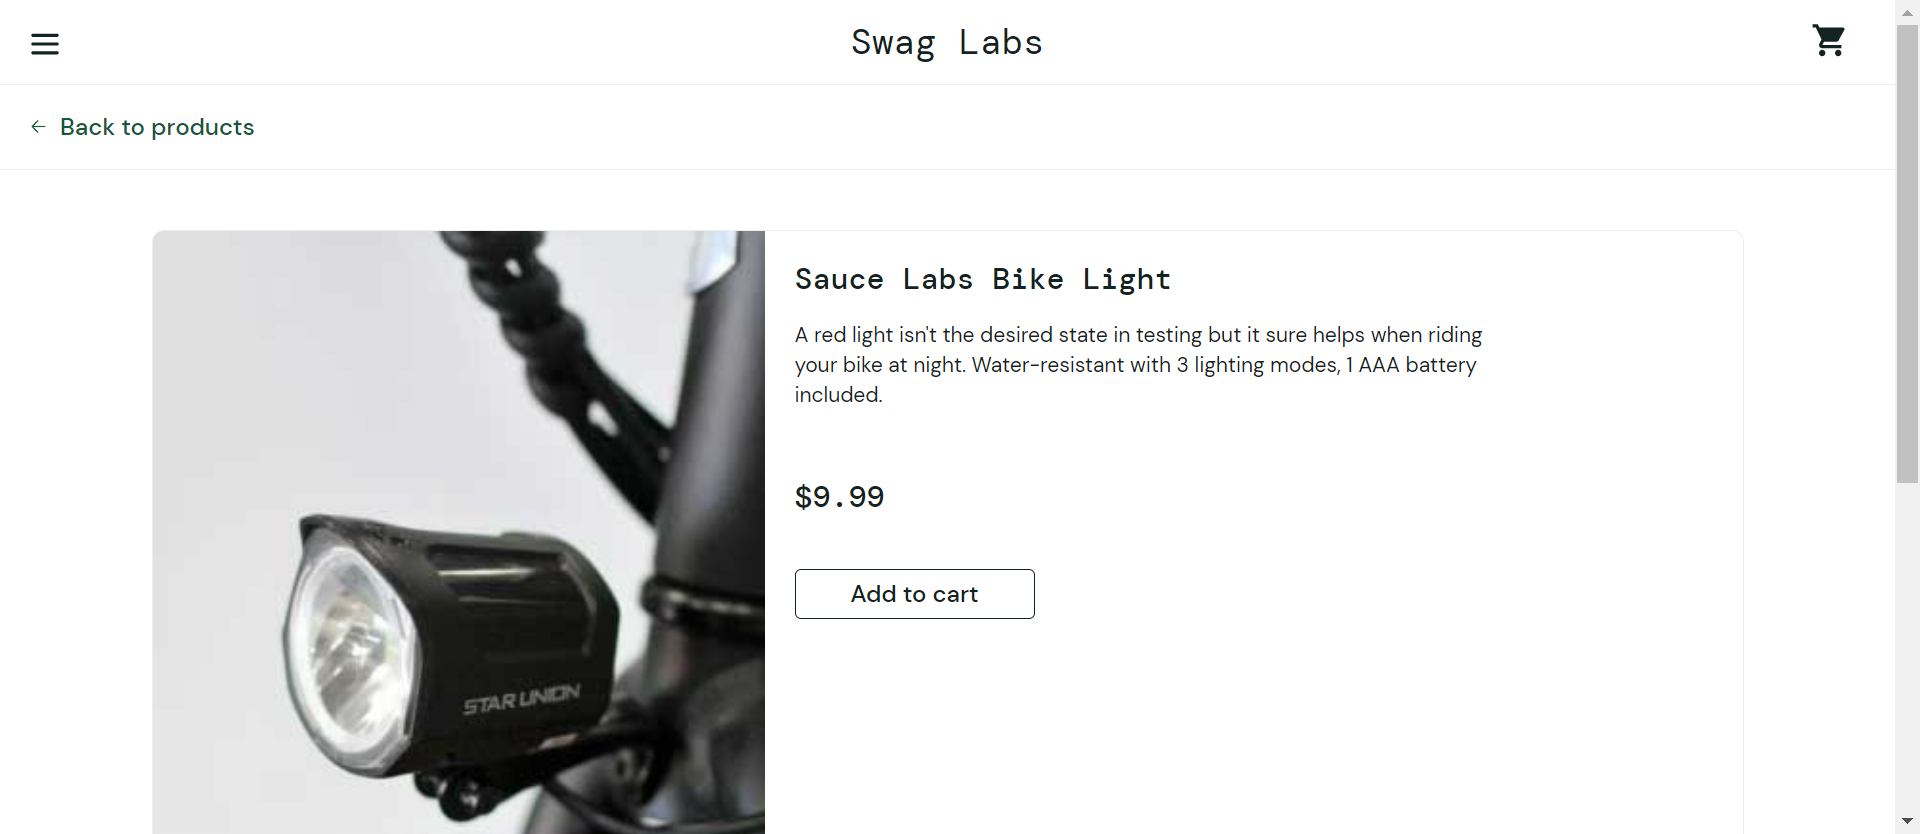 Swag Labs
Back to products
Sauce Labs Bike Light
A red light isn't the desired state in testing but it sure helps when riding
your bike at night. Water-resistant with 3 lighting modes, 1 AAA battery
included.
$9.99
Add to cart
STAR UNION